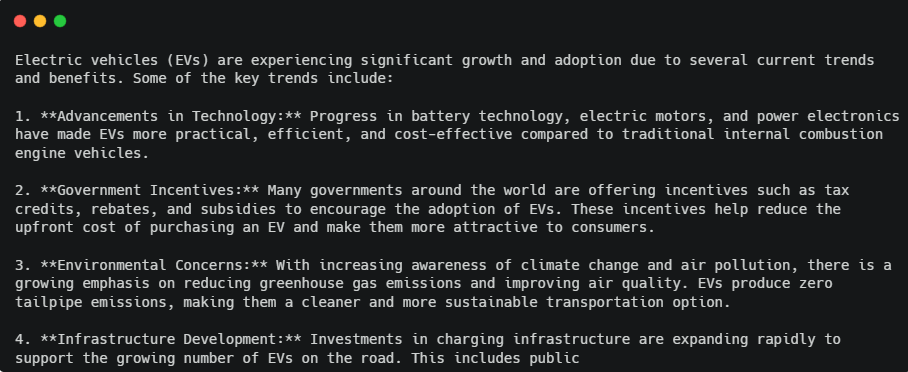 Electric vehicles (EVs) are experiencing significant growth and adoption due to several current trends
and benefits. Some of the key trends include:
1. **Advancements in Technology:** Progress in battery technology, electric motors, and power electronics
have made EVs more practical, efficient, and cost-effective compared to traditional internal combustion
engine vehicles.
2. **Government Incentives:** Many governments around the world are offering incentives such as tax
credits, rebates, and subsidies to encourage the adoption of EVs. These incentives help reduce the
upfront cost of purchasing an EV and make them more attractive to consumers.
3. **Environmental Concerns:** With increasing awareness of climate change and air pollution, there is a
growing emphasis on reducing greenhouse gas emissions and improving air quality. EVs produce zero
tailpipe emissions, making them a cleaner and more sustainable transportation option.
4. **Infrastructure Development:** Investments in charging infrastructure are expanding rapidly to
support the growing number of EVs on the road. This includes public